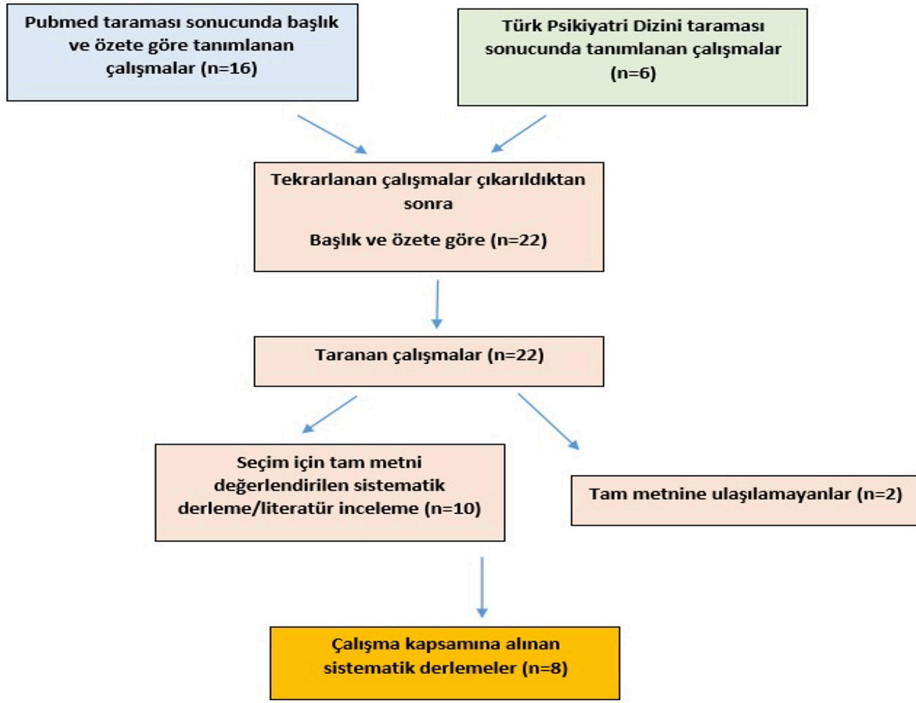 Pubmed taraması sonucunda başlık
ve özete göre tanımlanan
çalışmalar (n=16)
Türk Psikiyatri Dizini taraması
sonucunda tanımlanan çalışmalar
(n=6)
Tekrarlanan çalışmalar çıkarıldıktan
sonra
Başlık ve özete göre (n=22)
Taranan çalışmalar (n=22)
Seçim için tam metni
değerlendirilen sistematik
derleme/literatür inceleme (n=10)
Tam metnine ulaşılamayanlar (n=2)
Çalışma kapsamına alınan
sistematik derlemeler (n=8)